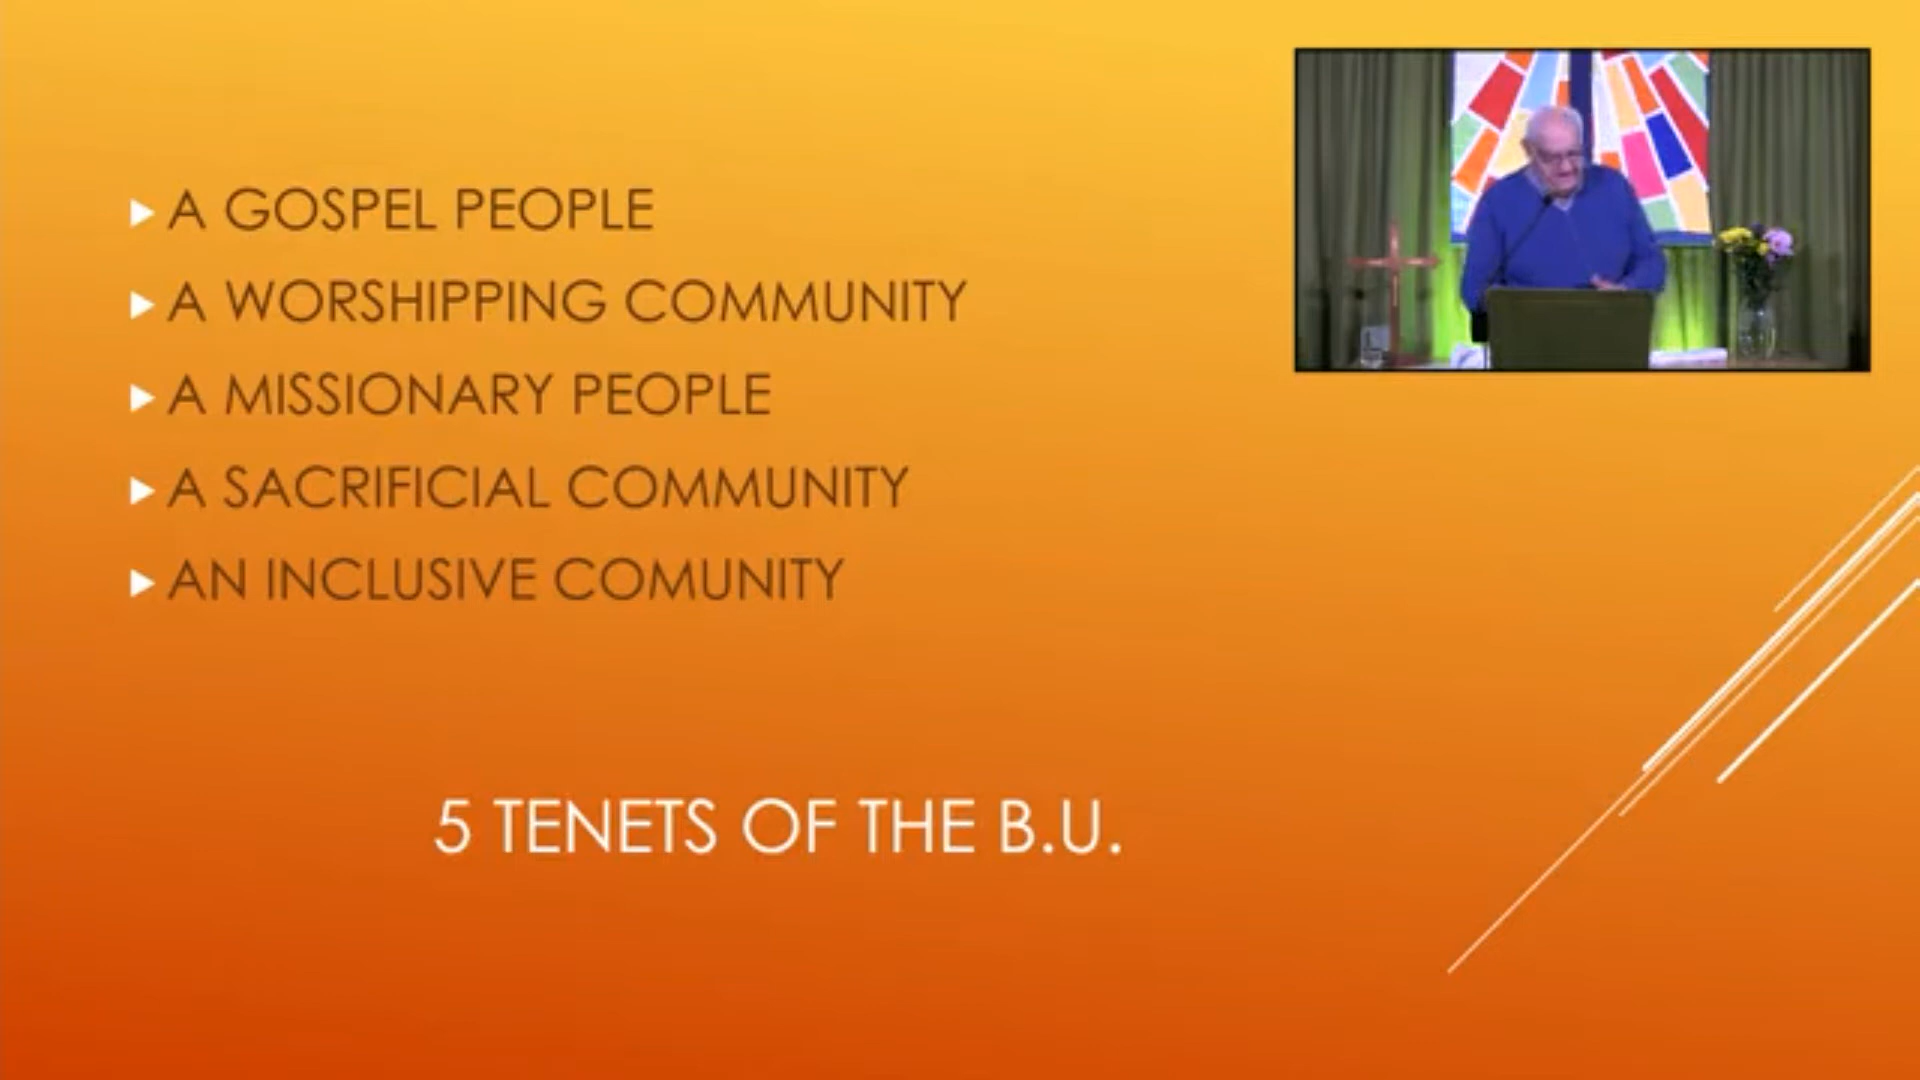 A GOSPEL PEOPLE
A WORSHIPPING COMMUNITY
A MISSIONARY PEOPLE
A SACRIFICIAL COMMUNITY
AN INCLUSIVE COMUNITY
5 TENETS OF THE B.U.